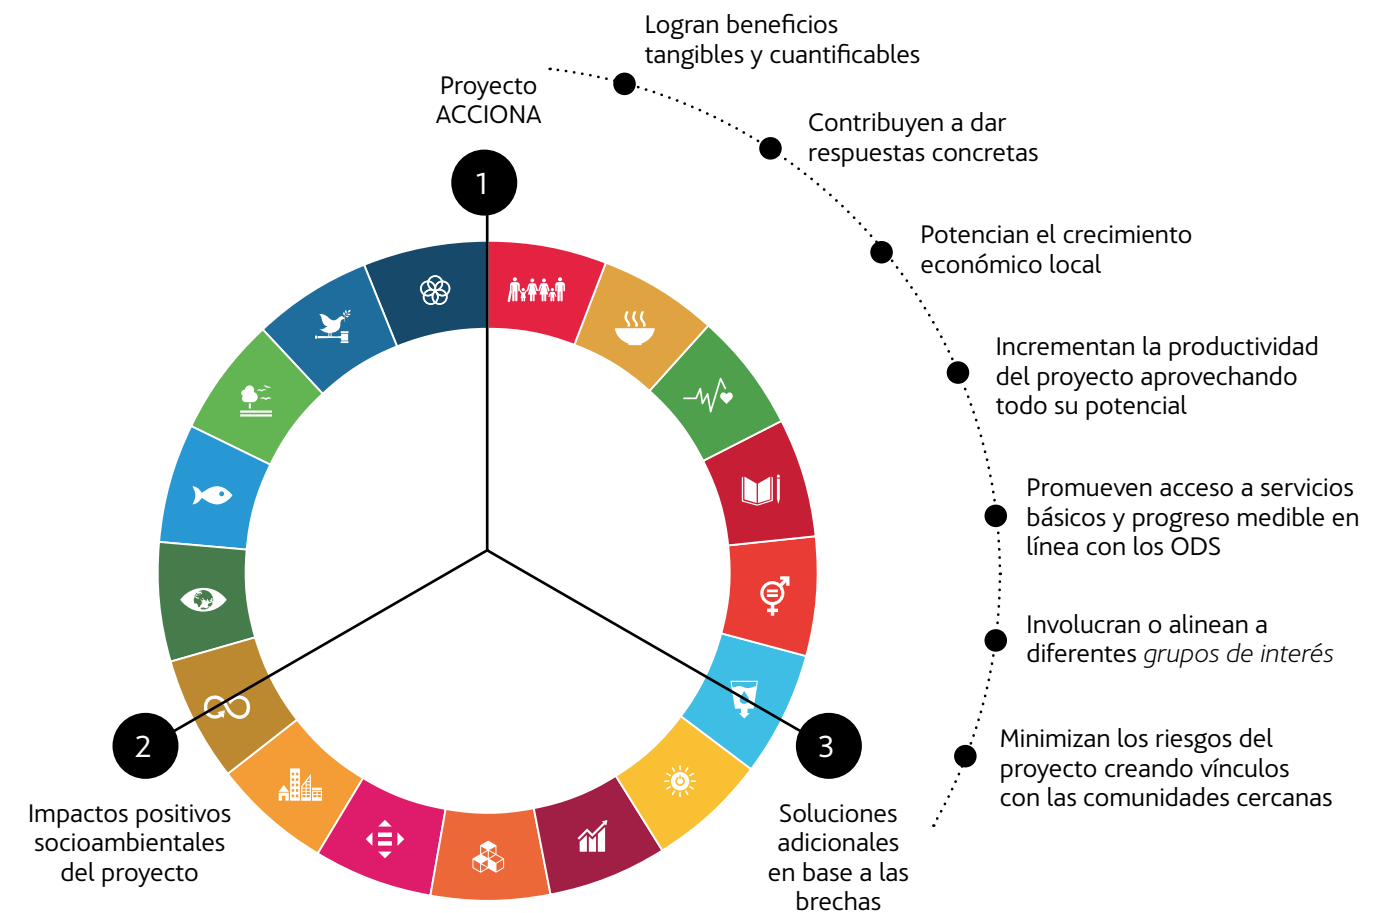 Proyecto
ACCIONA
1
Logran beneficios
tangibles y cuantificables
Contribuyen a dar
respuestas concretas
Potencian el crecimiento
económico local
Incrementan la productividad
del proyecto aprovechando
todo su potencial
Promueven acceso a servicios
básicos y progreso medible en
línea con los ODS
Involucran o alinean a
diferentes grupos de interés
Minimizan los riesgos del
proyecto creando vínculos
con las comunidades cercanas
2
Impactos positivos
socioambientales
del proyecto
3
Soluciones
adicionales
en base a las
brechas